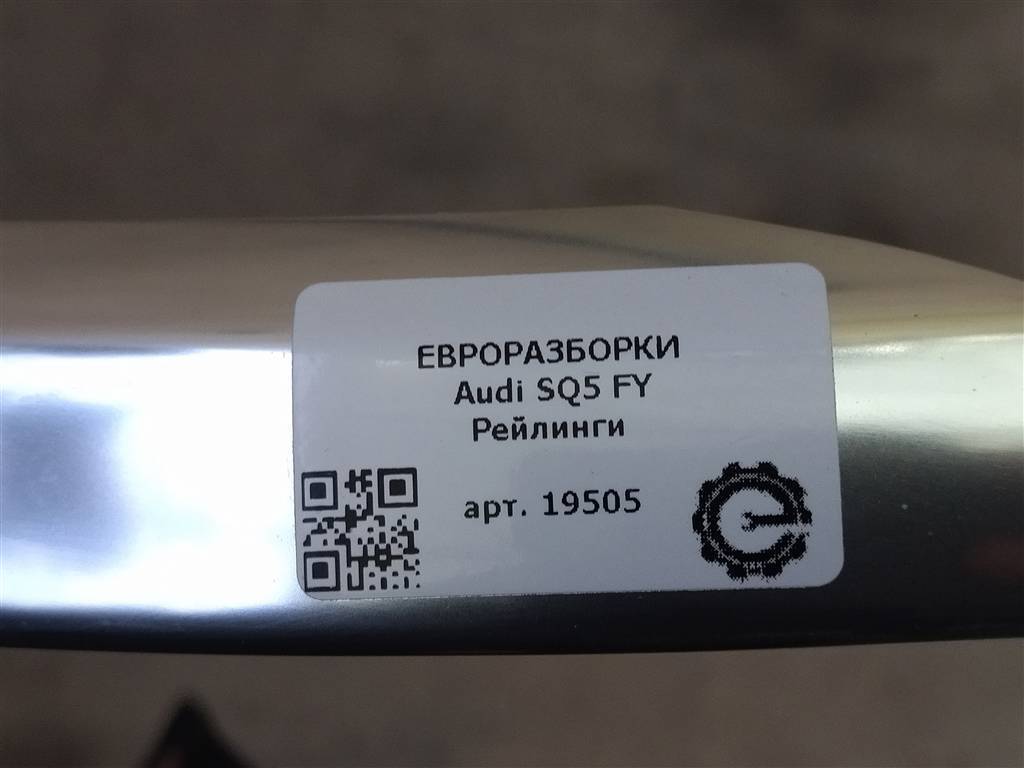 ЕВРОРАЗБОРКИ
Audi SQ5 FY
Рейлинги
арт. 19505